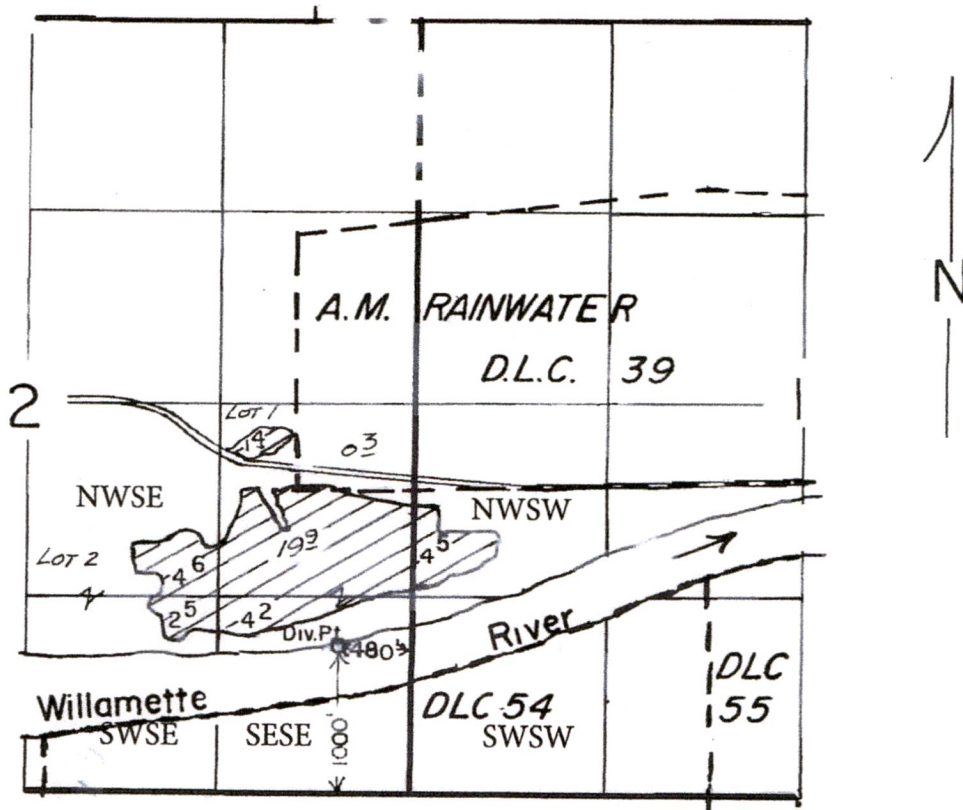 A.M. RAINWATER
D.L.C. 39
N
2
LOT 1
1⁴
0³
NWSE
NWSW
19⁹
LOT 2
4⁶
4⁵
2⁵
4²
Div.Pt.
480'
River
Willamette
DLC 54
DLC
55
SWSE
SESE
1000'
SWSW